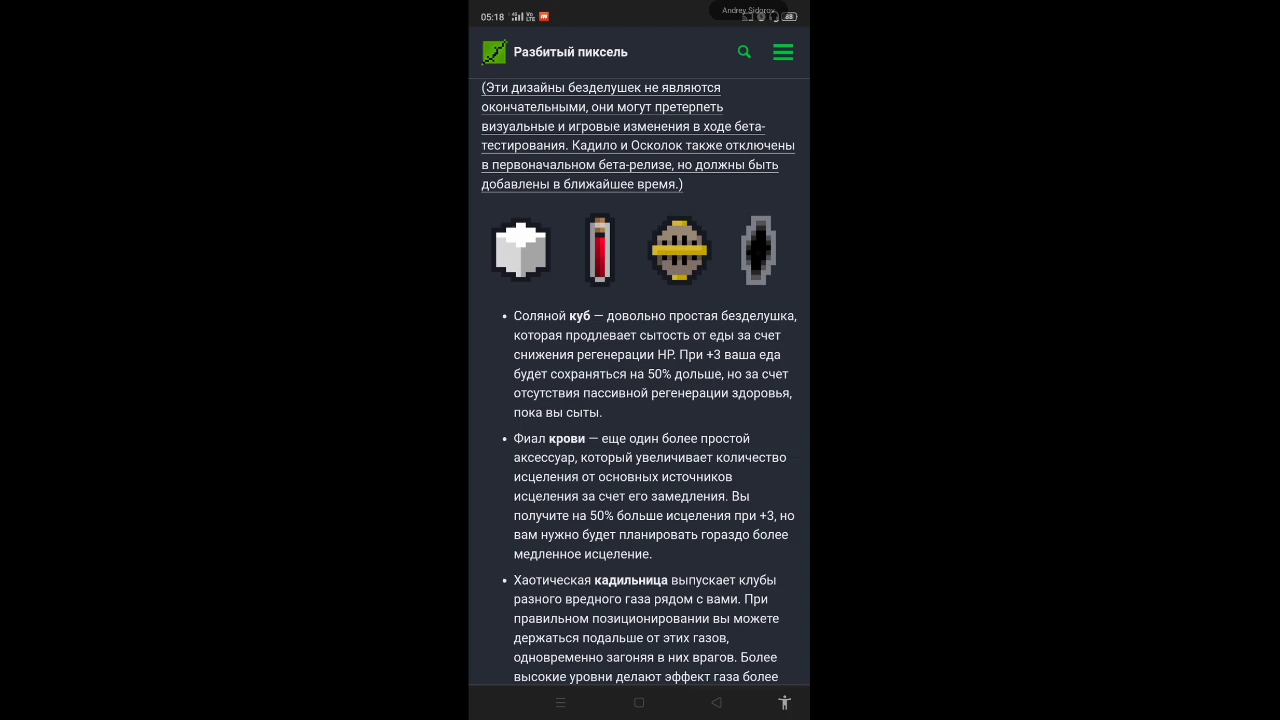 Andrey Sidorov
05:18
88
Разбитый пиксель
(Эти дизайны безделушек не являются
окончательными, они могут претерпеть
визуальные и игровые изменения в ходе бета-
тестирования. Кадило и Осколок также отключены
в первоначальном бета-релизе, но должны быть
добавлены в ближайшее время.)
Соляной куб — довольно простая безделушка,
которая продлевает сытость от еды за счет
снижения регенерации HP. При +3 ваша еда
будет сохраняться на 50% дольше, но за счет
отсутствия пассивной регенерации здоровья,
пока вы сыты.
Фиал крови — еще один более простой
аксессуар, который увеличивает количество
исцеления от основных источников
исцеления за счет его замедления. Вы
получите на 50% больше исцеления при +3, но
вам нужно будет планировать гораздо более
медленное исцеление.
Хаотическая кадильница выпускает клубы
разного вредного газа рядом с вами. При
правильном позиционировании вы можете
держаться подальше от этих газов,
одновременно загоняя в них врагов. Более
высокие уровни делают эффект газа более